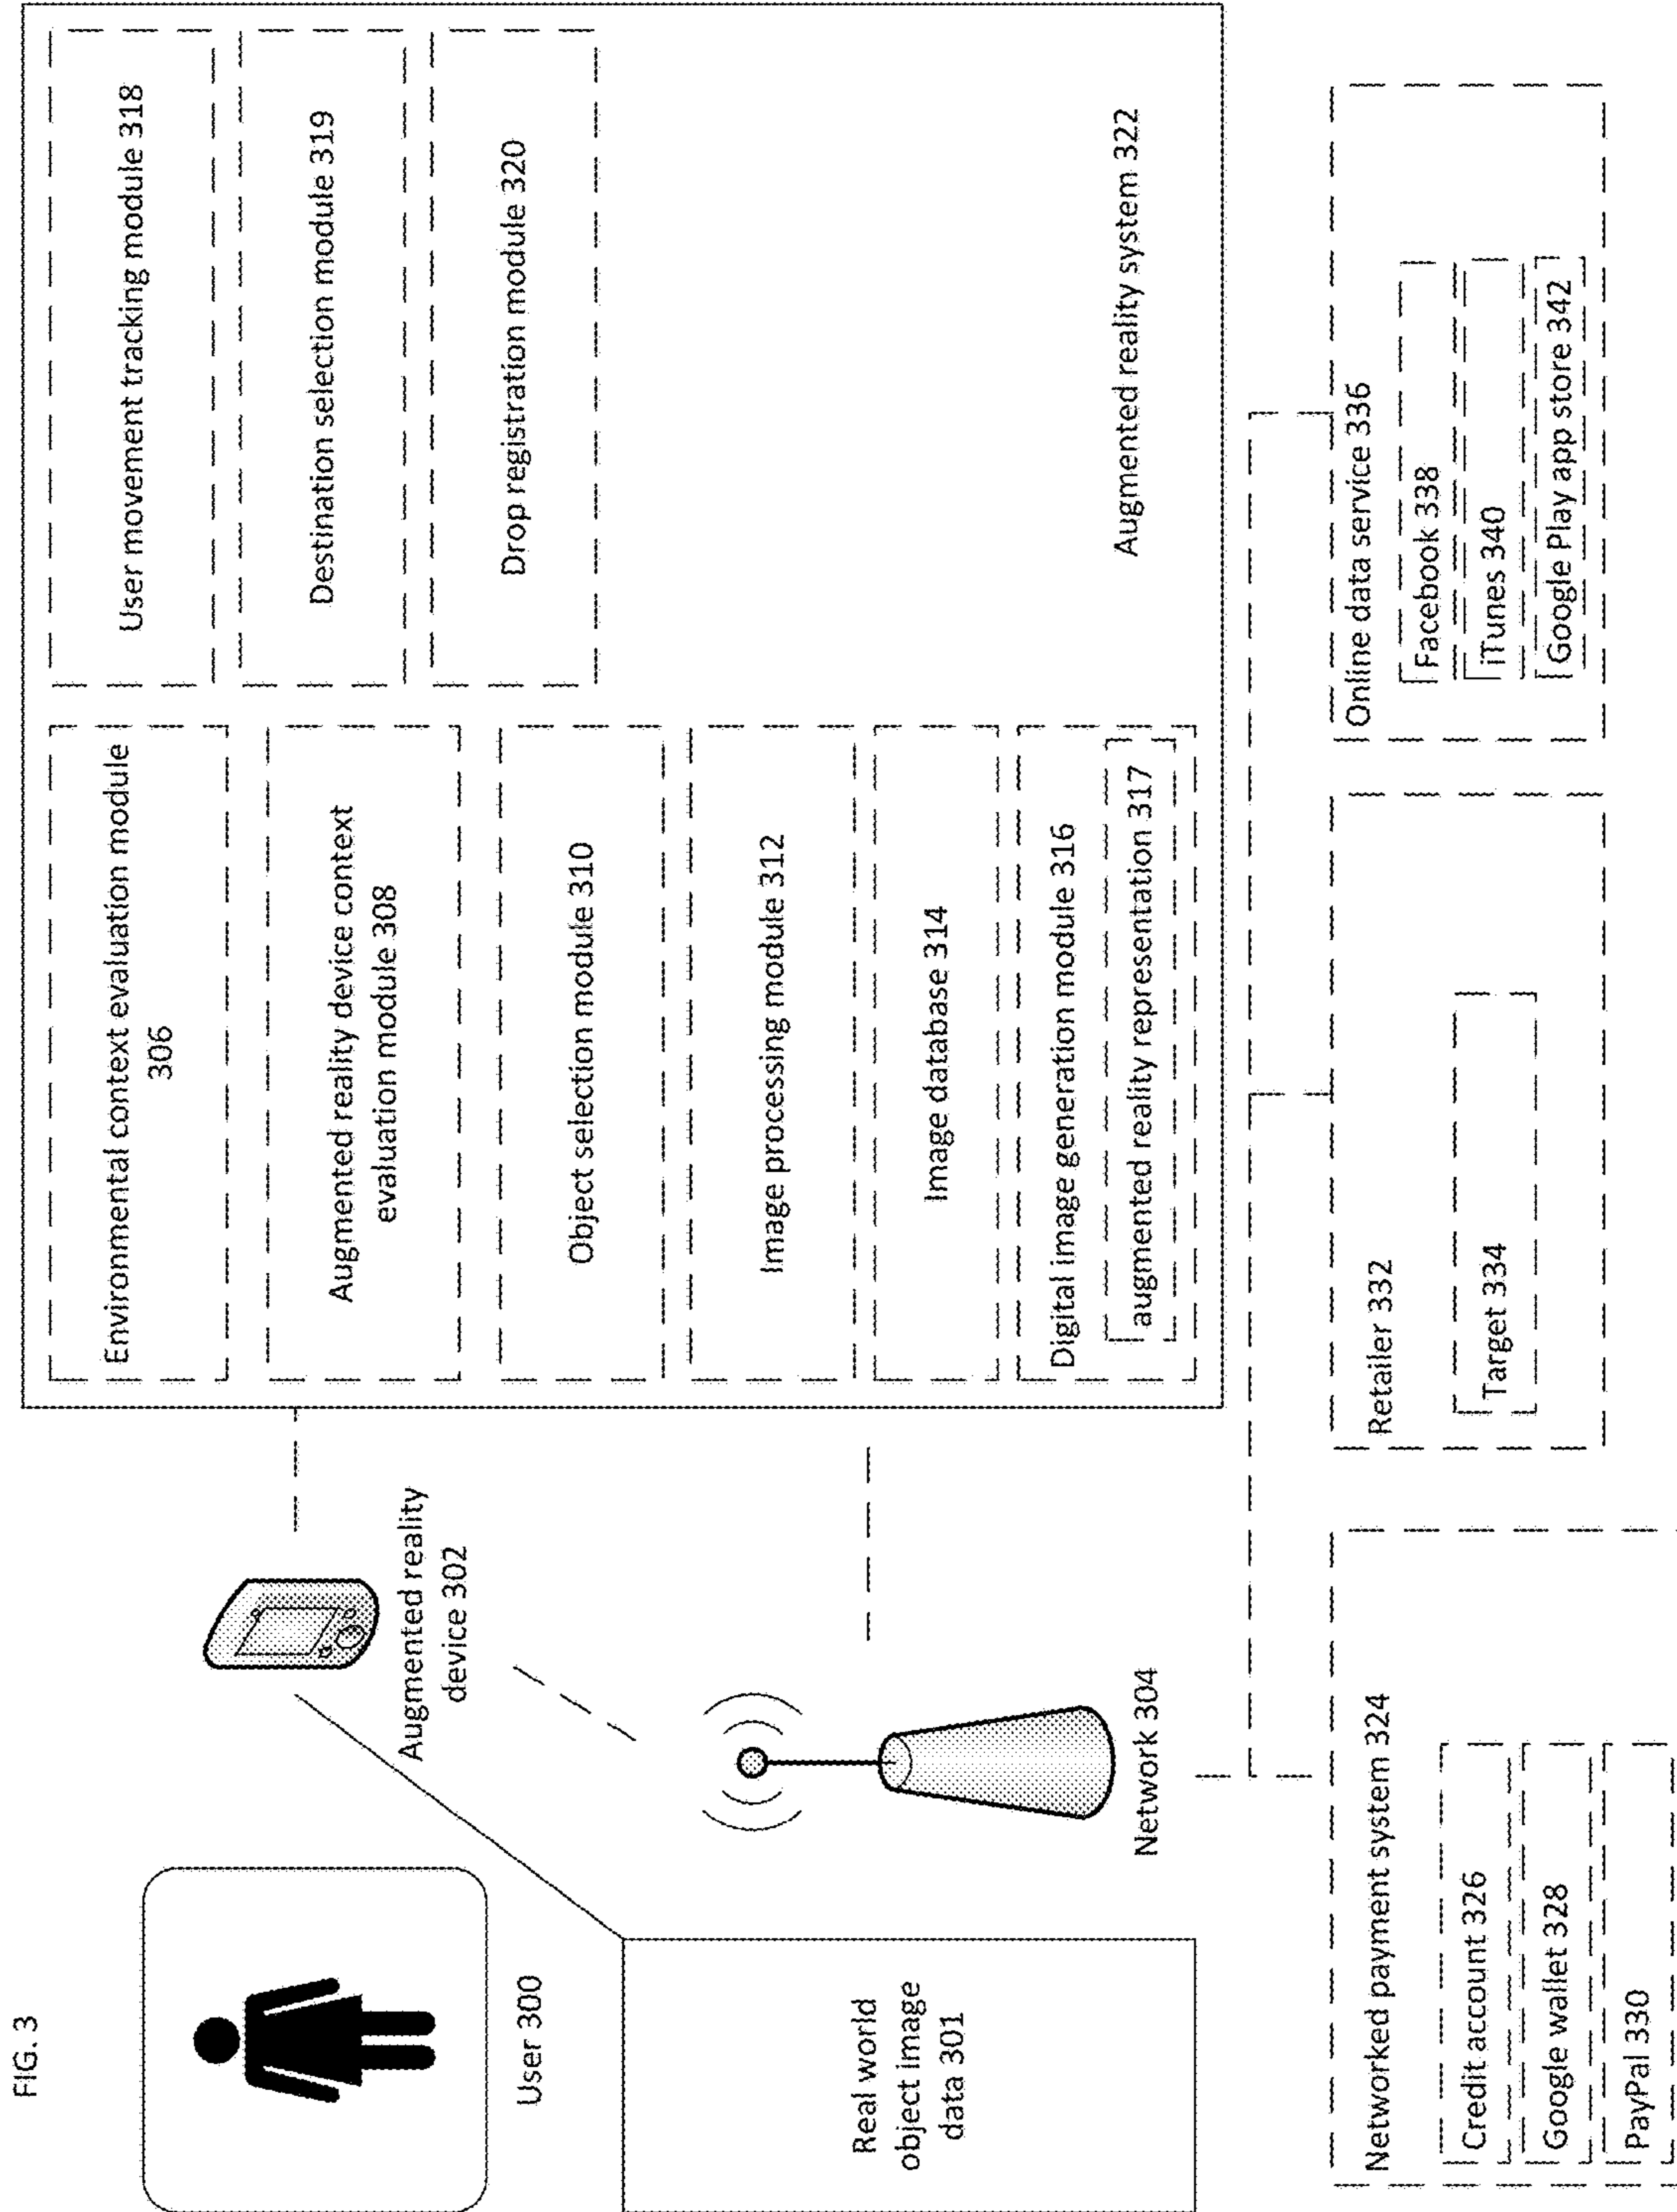 FIG. 3
User 300
Real world
object image
data 301
Augmented reality
device 302
Network 304
Environmental context evaluation module
306
Augmented reality device context
evaluation module 308
Object selection module 310
Image processing module 312
Image database 314
Digital image generation module 316
augmented reality representation 317
User movement tracking module 318
Destination selection module 319
Drop registration module 320
Augmented reality system 322
Networked payment system 324
Credit account 326
Google wallet 328
PayPal 330
Retailer 332
Target 334
Online data service 336
Facebook 338
iTunes 340
Google Play app store 342